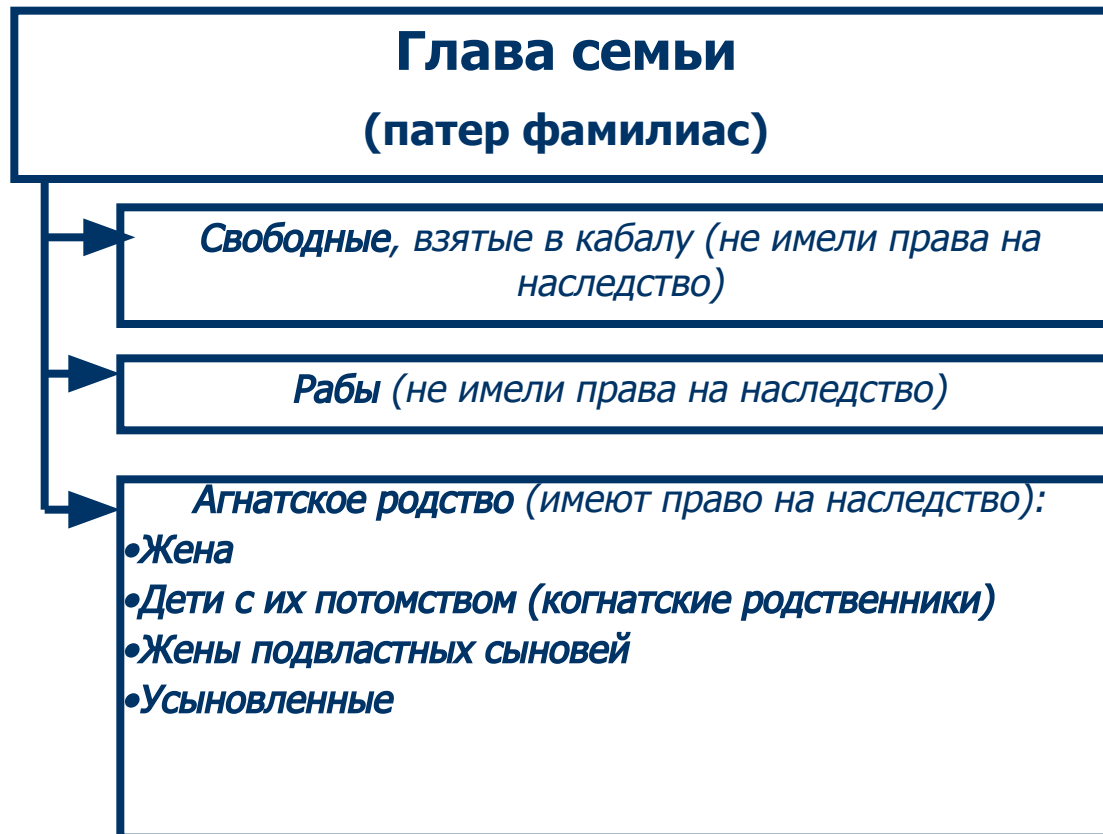 Глава семьи
(патер фамилиас)
Свободные, взятые в кабалу (не имели права на
наследство)
Рабы (не имели права на наследство)
Агнатское родство (имеют право на наследство):
•Жена
•Дети с их потомством (когнатские родственники)
•Жены подвластных сыновей
•Усыновленные